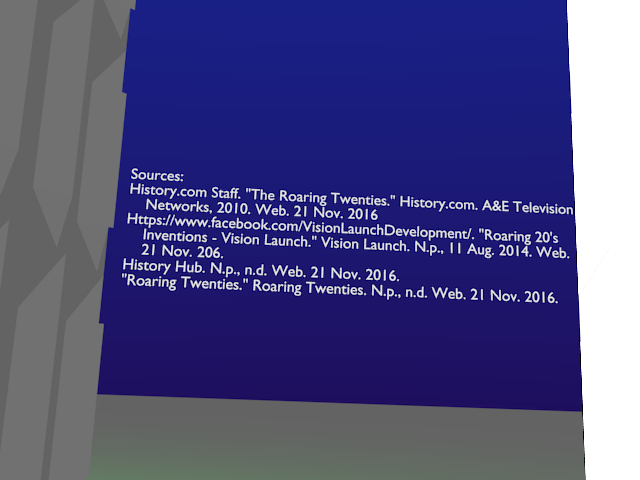 Sources:
History.com Staff. "The Roaring Twenties." History.com. A&E Television
Networks, 2010. Web. 21 Nov. 2016
Https://www.facebook.com/VisionLaunchDevelopment/. "Roaring 20's
Inventions - Vision Launch." Vision Launch. N.p., 11 Aug. 2014. Web.
21 Nov. 206.
History Hub. N.p., n.d. Web. 21 Nov. 2016.
"Roaring Twenties." Roaring Twenties. N.p., n.d. Web. 21 Nov. 2016.